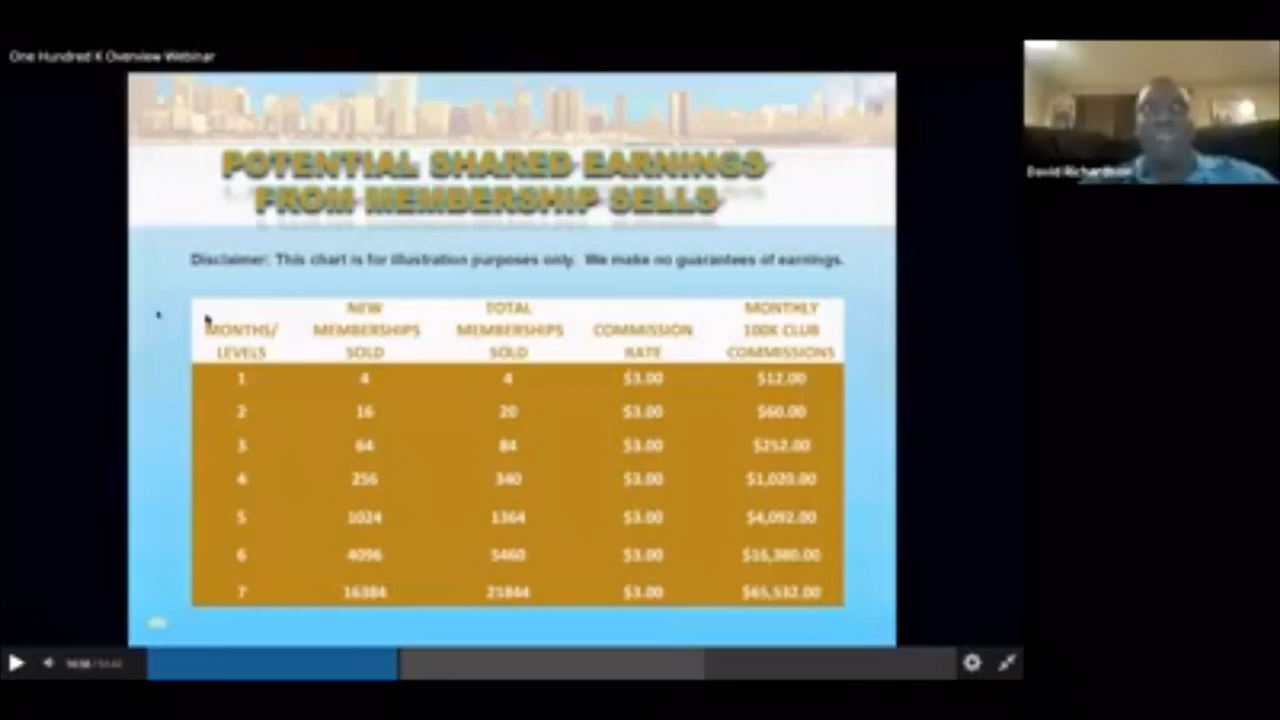 One Hundred K Overview Webinar
POTENTIAL SHARED EARNINGS
FROM MEMBERSHIP SELLS
Disclaimer: This chart is for illustration purposes only. We make no guarantees of earnings.
MONTHS/ LEVELS NEW MEMBERSHIPS SOLD TOTAL MEMBERSHIPS SOLD COMMISSION RATE MONTHLY 100K CLUB COMMISSIONS
1 4 4 $3.00 $12.00
2 16 20 $3.00 $60.00
3 64 84 $3.00 $252.00
4 256 340 $3.00 $1,020.00
5 1024 1364 $3.00 $4,092.00
6 4096 5460 $3.00 $16,380.00
7 16384 21844 $3.00 $65,532.00
David